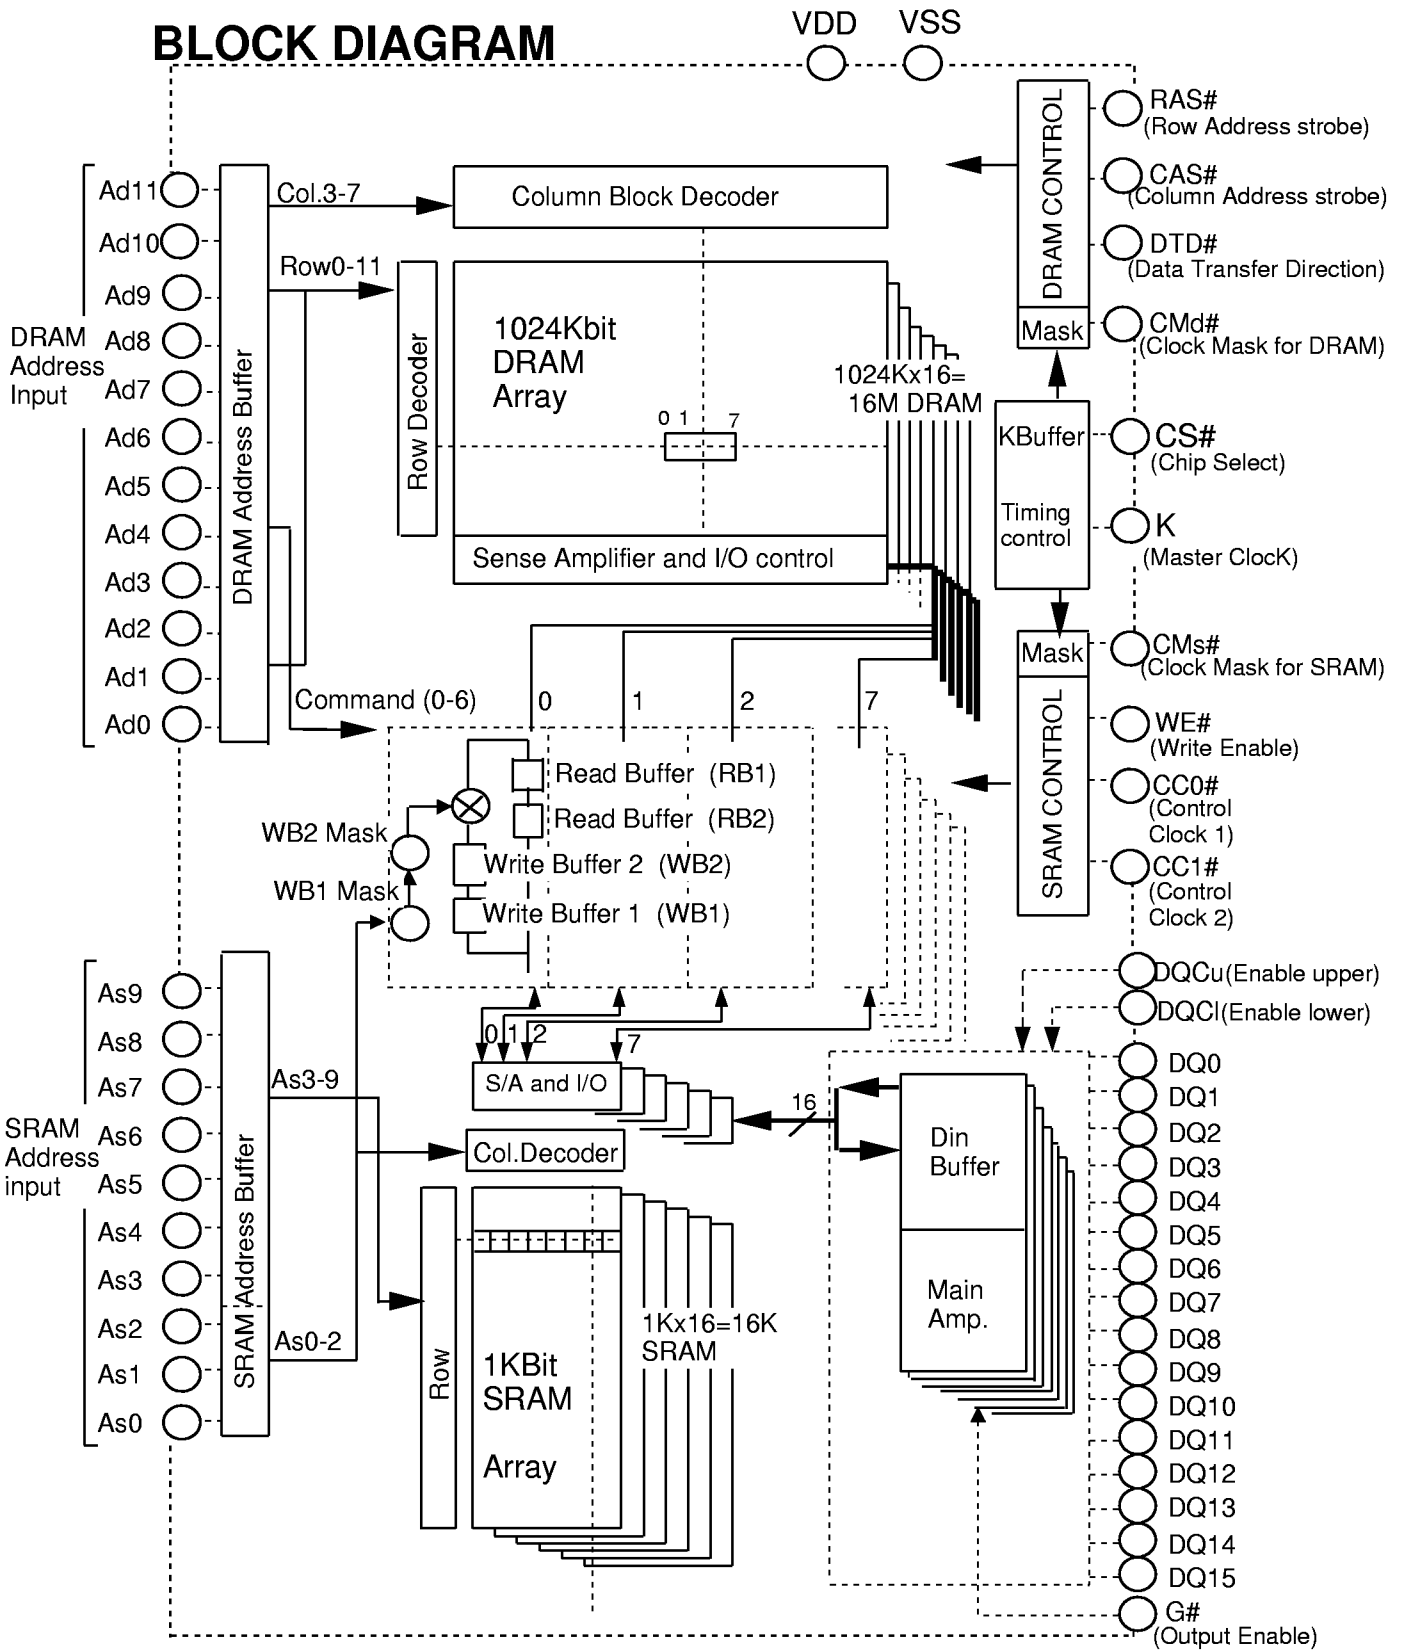 BLOCK DIAGRAM
VDD
VSS
RAS#
(Row Address strobe)
CAS#
(Column Address strobe)
DTD#
(Data Transfer Direction)
CMd#
(Clock Mask for DRAM)
DRAM CONTROL
Mask
CS#
(Chip Select)
K
(Master ClocK)
KBuffer
Timing
control
CMs#
(Clock Mask for SRAM)
WE#
(Write Enable)
CC0#
(Control
Clock 1)
CC1#
(Control
Clock 2)
Mask
SRAM CONTROL
DRAM
Address
Input
Ad11
Ad10
Ad9
Ad8
Ad7
Ad6
Ad5
Ad4
Ad3
Ad2
Ad1
Ad0
DRAM Address Buffer
Col.3-7
Row0-11
Command (0-6)
Column Block Decoder
Row Decoder
1024Kbit
DRAM
Array
0 1 7
1024Kx16=
16M DRAM
Sense Amplifier and I/O control
0
1
2
7
Read Buffer (RB1)
Read Buffer (RB2)
Write Buffer 2 (WB2)
Write Buffer 1 (WB1)
WB2 Mask
WB1 Mask
SRAM
Address
input
As9
As8
As7
As6
As5
As4
As3
As2
As1
As0
SRAM Address Buffer
As3-9
As0-2
0 1 2 7
S/A and I/O
Col.Decoder
Row
1KBit
SRAM
Array
1Kx16=16K
SRAM
16
Din
Buffer
Main
Amp.
DQCu(Enable upper)
DQCl(Enable lower)
DQ0
DQ1
DQ2
DQ3
DQ4
DQ5
DQ6
DQ7
DQ8
DQ9
DQ10
DQ11
DQ12
DQ13
DQ14
DQ15
G#
(Output Enable)